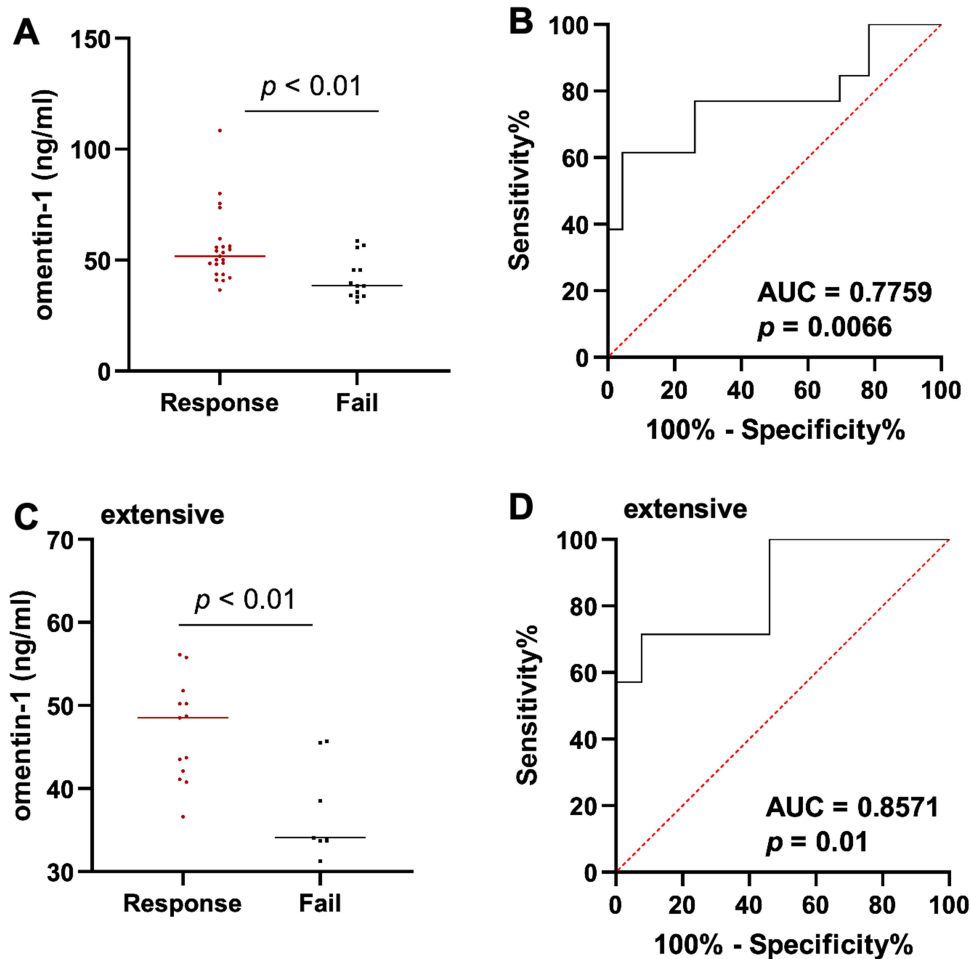 A
omentin-1 (ng/ml)
150
100
50
0
p < 0.01
Response
Fail
B
Sensitivity%
100
80
60
40
20
0
AUC = 0.7759
p = 0.0066
0 20 40 60 80 100
100% - Specificity%
C
extensive
omentin-1 (ng/ml)
70
60
50
40
30
p < 0.01
Response
Fail
D
extensive
Sensitivity%
100
80
60
40
20
0
AUC = 0.8571
p = 0.01
0 20 40 60 80 100
100% - Specificity%